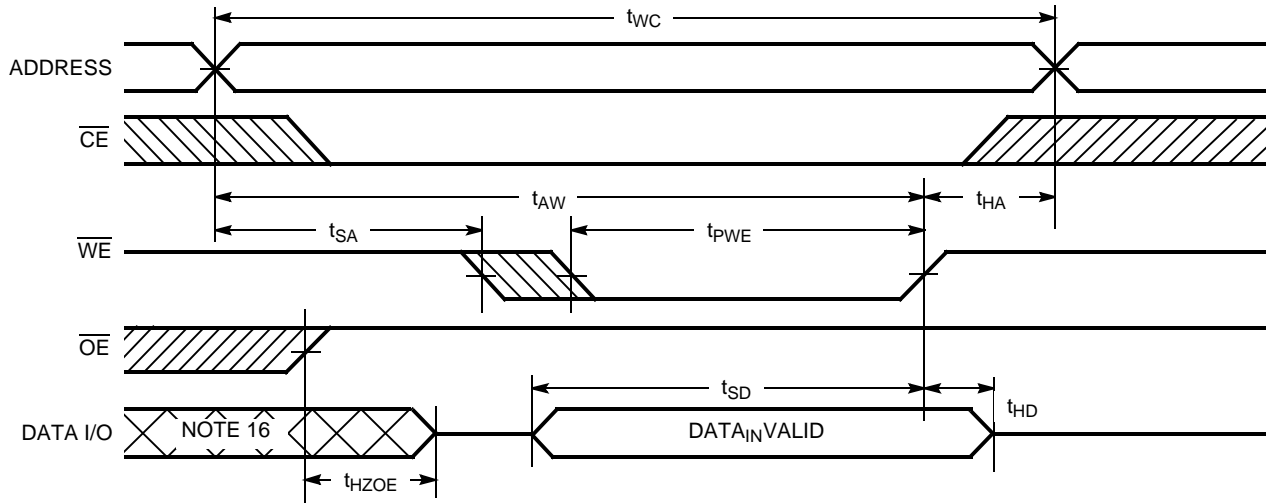 tWC
ADDRESS
CE
tAW
tHA
tSA
tPWE
WE
OE
tSD
tHD
DATA I/O
NOTE 16
DATAINVALID
tHZOE